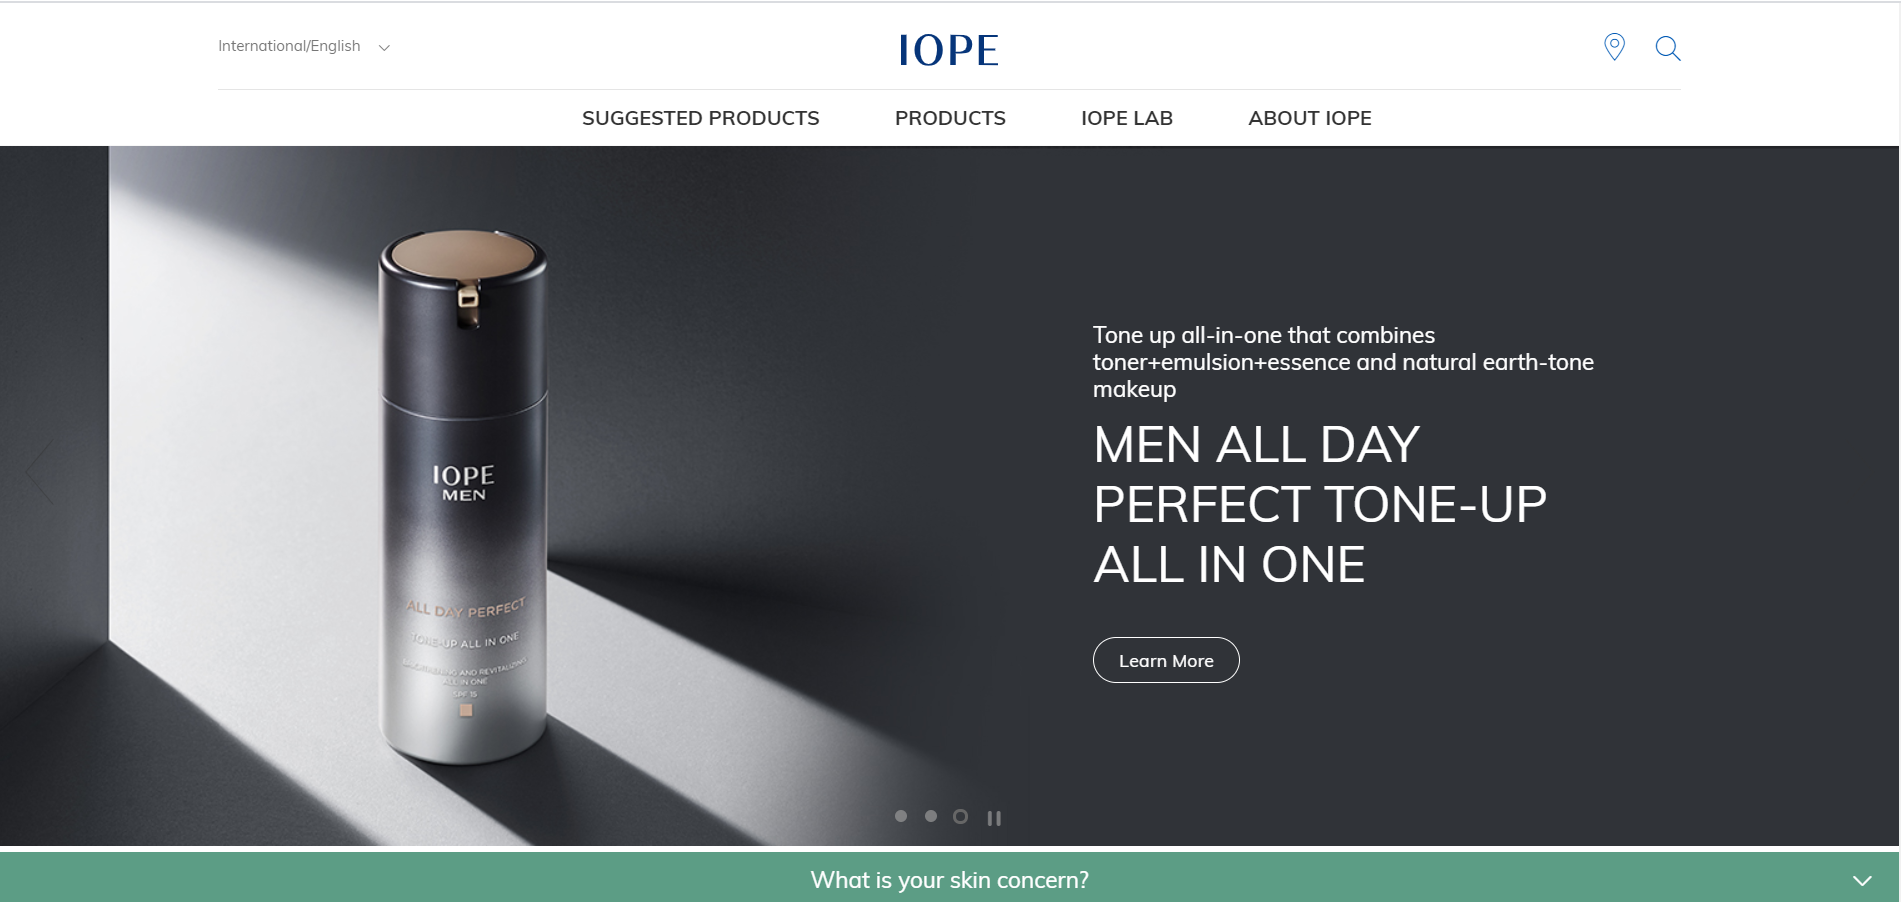 International/English
IOPE
SUGGESTED PRODUCTS
PRODUCTS
IOPE LAB
ABOUT IOPE
IOPE
MEN
ALL DAY PERFECT
TONE-UP ALL IN ONE
BRIGHTENING AND REVITALIZING
ALL IN ONE
SPF 15
Tone up all-in-one that combines
toner+emulsion+essence and natural earth-tone
makeup
MEN ALL DAY
PERFECT TONE-UP
ALL IN ONE
Learn More
What is your skin concern?